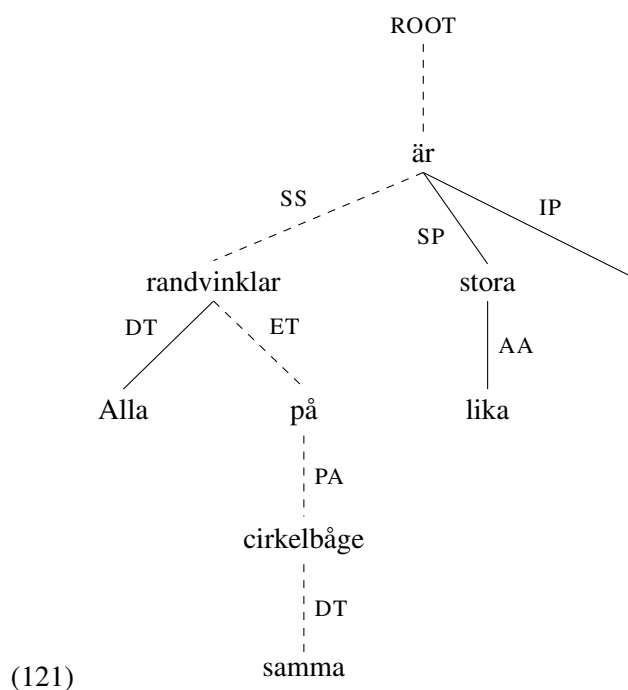 ROOT
är
SS
SP
IP
randvinklar
stora
DT
ET
AA
Alla
på
lika
PA
cirkelbåge
DT
(121)
samma